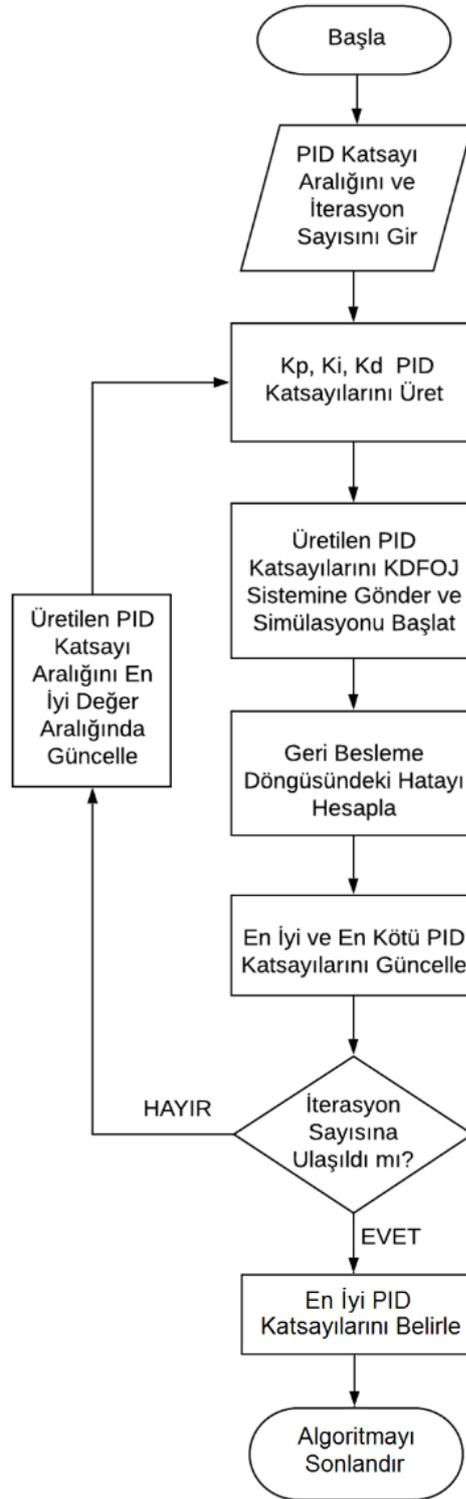 Başla
PID Katsayı
Aralığını ve
İterasyon
Sayısını Gir
Kp, Ki, Kd PID
Katsayılarını Üret
Üretilen PID
Katsayılarını KDFOJ
Sistemine Gönder ve
Simülasyonu Başlat
Üretilen PID
Katsayı
Aralığını En
İyi Değer
Aralığında
Güncelle
Geri Besleme
Döngüsündeki Hatayı
Hesapla
En İyi ve En Kötü PID
Katsayılarını Güncelle
HAYIR
İterasyon
Sayısına
Ulaşıldı mı?
EVET
En İyi PID
Katsayılarını Belirle
Algoritmayı
Sonlandır